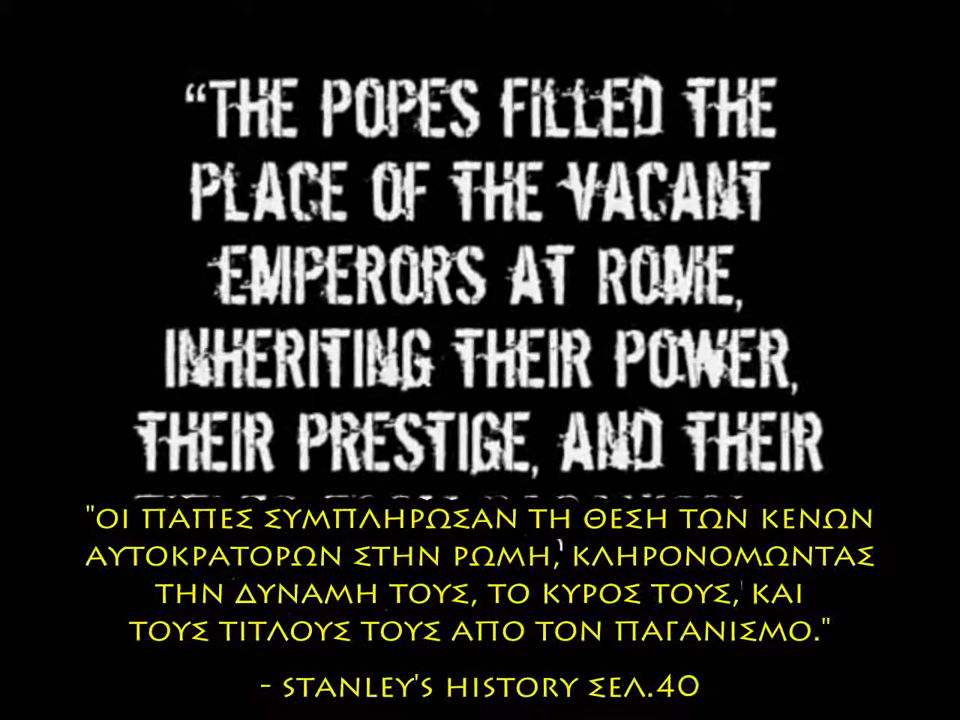 “THE POPES FILLED THE
PLACE OF THE VACANT
EMPERORS AT ROME,
INHERITING THEIR POWER,
THEIR PRESTIGE, AND THEIR
"ΟΙ ΠΑΠΕΣ ΣΥΜΠΛΗΡΩΣΑΝ ΤΗ ΘΕΣΗ ΤΩΝ ΚΕΝΩΝ
ΑΥΤΟΚΡΑΤΟΡΩΝ ΣΤΗΝ ΡΩΜΗ, ΚΛΗΡΟΝΟΜΩΝΤΑΣ
ΤΗΝ ΔΥΝΑΜΗ ΤΟΥΣ, ΤΟ ΚΥΡΟΣ ΤΟΥΣ, ΚΑΙ
ΤΟΥΣ ΤΙΤΛΟΥΣ ΤΟΥΣ ΑΠΟ ΤΟΝ ΠΑΓΑΝΙΣΜΟ."
- STANLEY'S HISTORY ΣΕΛ.40